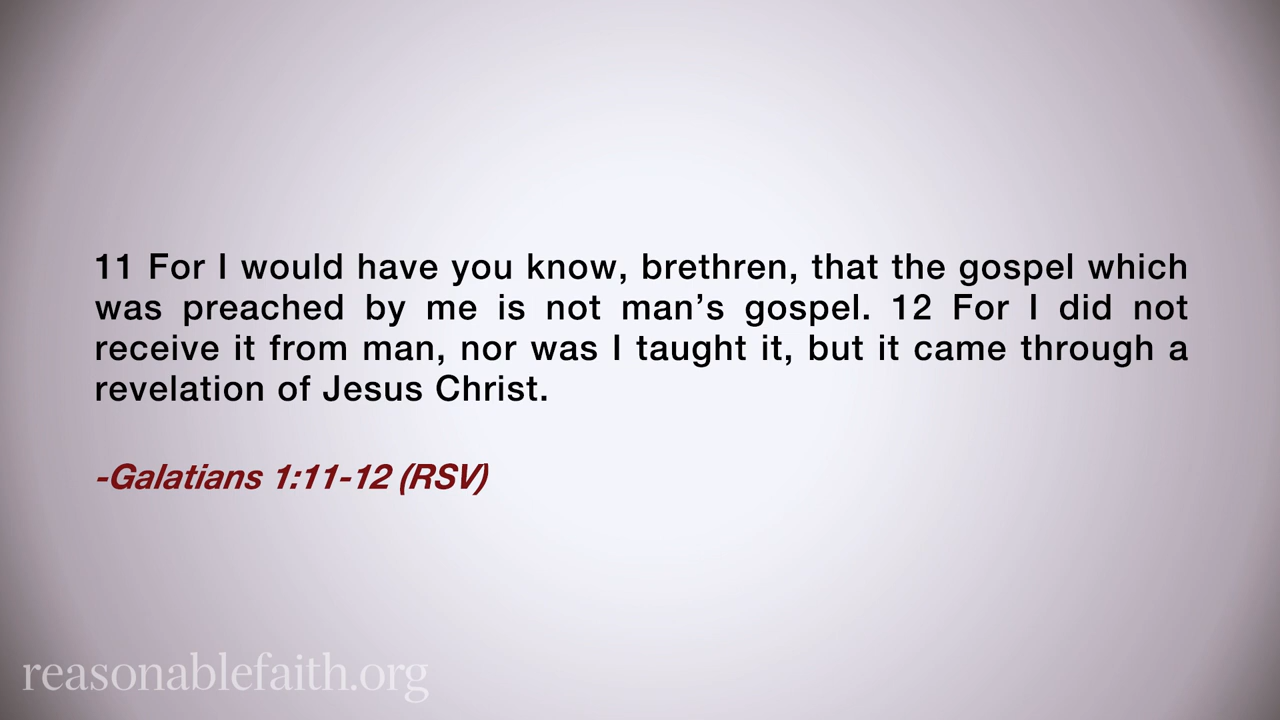 11 For I would have you know, brethren, that the gospel which
was preached by me is not man’s gospel. 12 For I did not
receive it from man, nor was I taught it, but it came through a
revelation of Jesus Christ.
-Galatians 1:11-12 (RSV)
reasonablefaith.org